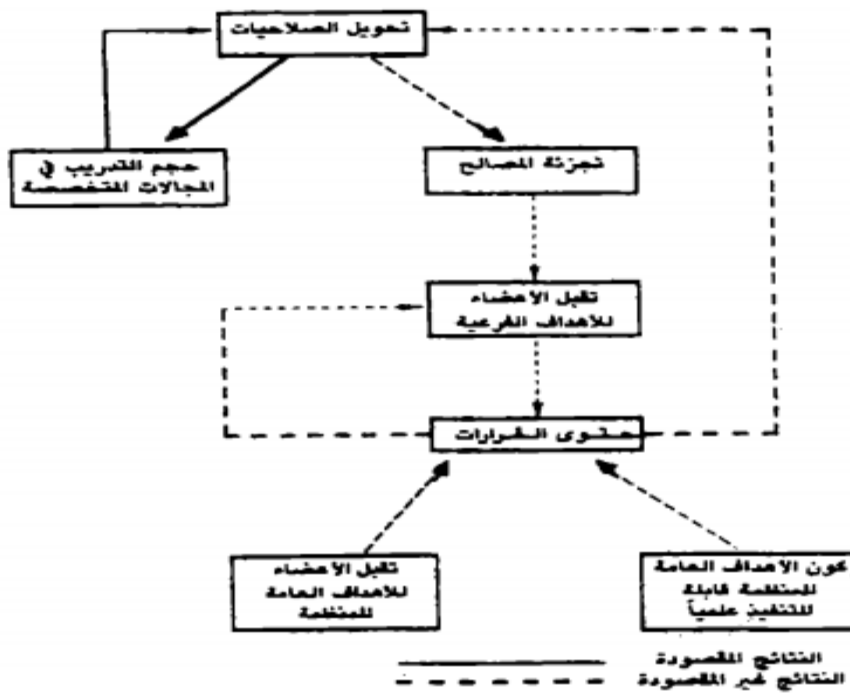 تحويل الصلاحيات
حجم التدريب في
المجالات المتخصصة
تجزئة المصالح
تقبل الأعضاء
للأهداف الفرعية
محتوى القرارات
تقبل الأعضاء
للأهداف العامة
للمنظمة
كون الأهداف العامة
للمنظمة قابلة
للتنفيذ علمياً
النتائج المقصودة
النتائج غير المقصودة